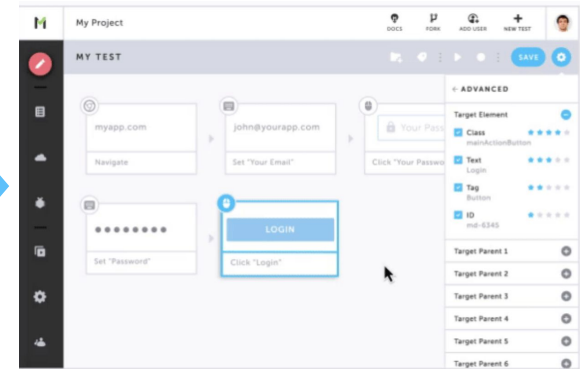 My Project
DOCS
FORK
ADD USER
NEW TEST
MY TEST
SAVE
ADVANCED
myapp.com
Navigate
john@yourapp.com
Set "Your Email"
Your Pass
Click "Your Passwo
Set "Password"
LOGIN
Click "Login"
Target Element
Class
mainActionButton
Text
Login
Tag
Button
ID
md-6345
Target Parent 1
Target Parent 2
Target Parent 3
Target Parent 4
Target Parent 5
Target Parent 6